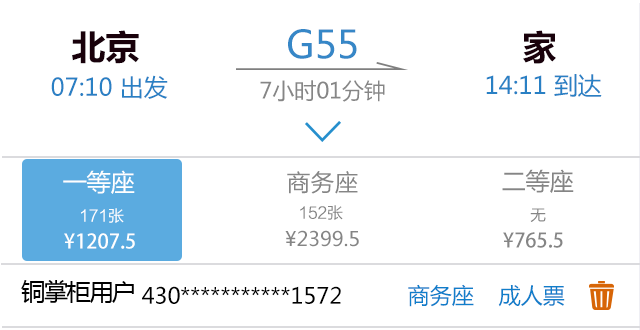 北京 G55 家
07:10 出发 7小时01分钟 14:11 到达
一等座 商务座 二等座
171张 152张 无
¥1207.5 ¥2399.5 ¥765.5
铜掌柜用户 430***********1572 商务座 成人票